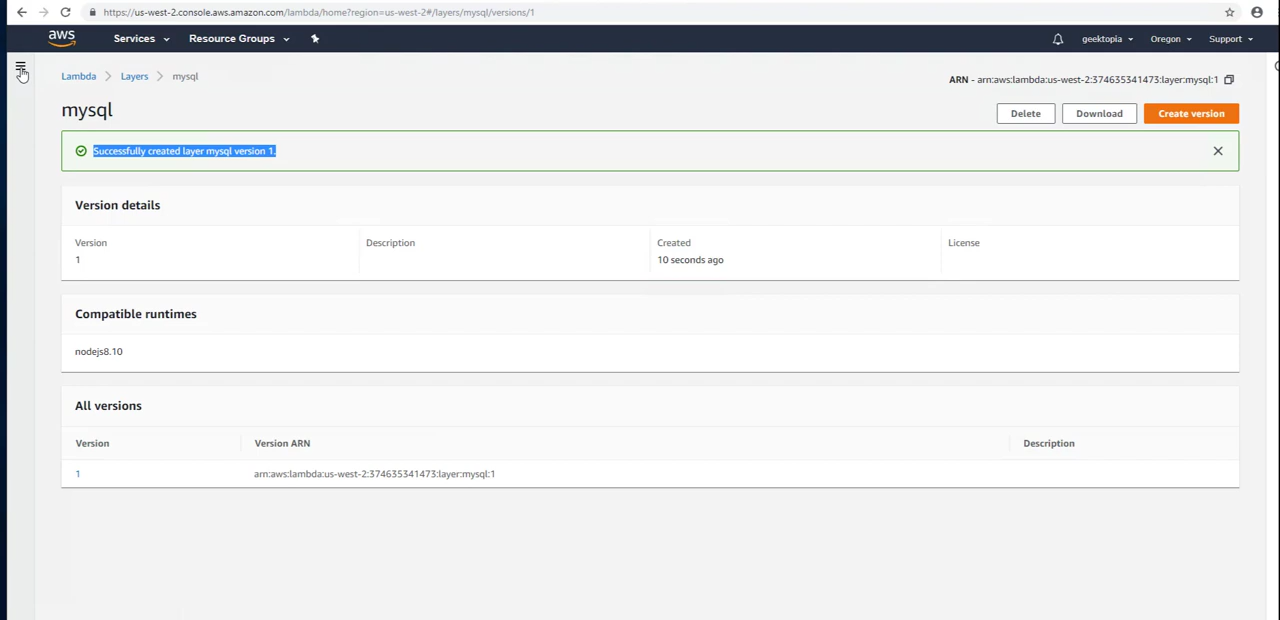 https://us-west-2.console.aws.amazon.com/lambda/home?region=us-west-2#/layers/mysql/versions/1
aws Services Resource Groups geektopia Oregon Support
Lambda Layers mysql
ARN - arn:aws:lambda:us-west-2:374635341473:layer:mysql:1
mysql
Delete Download Create version
Successfully created layer mysql version 1.
Version details
Version Description Created License
1 10 seconds ago
Compatible runtimes
nodejs8.10
All versions
Version Version ARN Description
1 arn:aws:lambda:us-west-2:374635341473:layer:mysql:1